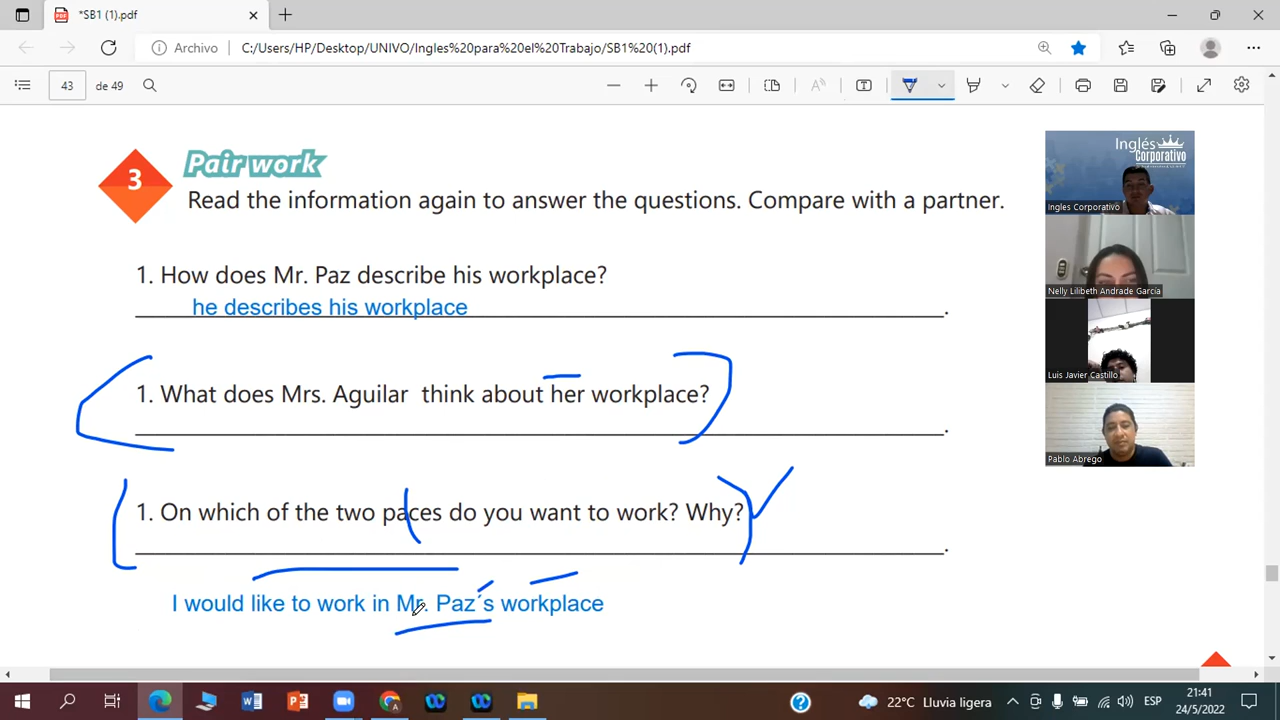 *SB1 (1).pdf
Archivo
C:/Users/HP/Desktop/UNIVO/Ingles%20para%20el%20Trabajo/SB1%20(1).pdf
43 de 49
3
Pair work
Read the information again to answer the questions. Compare with a partner.
1. How does Mr. Paz describe his workplace?
he describes his workplace
1. What does Mrs. Aguilar think about her workplace?
1. On which of the two paces do you want to work? Why?
I would like to work in Mr. Paz´s workplace
Inglés
Corporativo
Ingles Corporativo
Nelly Lilibeth Andrade García
Luis Javier Castillo
Pablo Abrego
22°C Lluvia ligera
ESP
21:41
24/5/2022